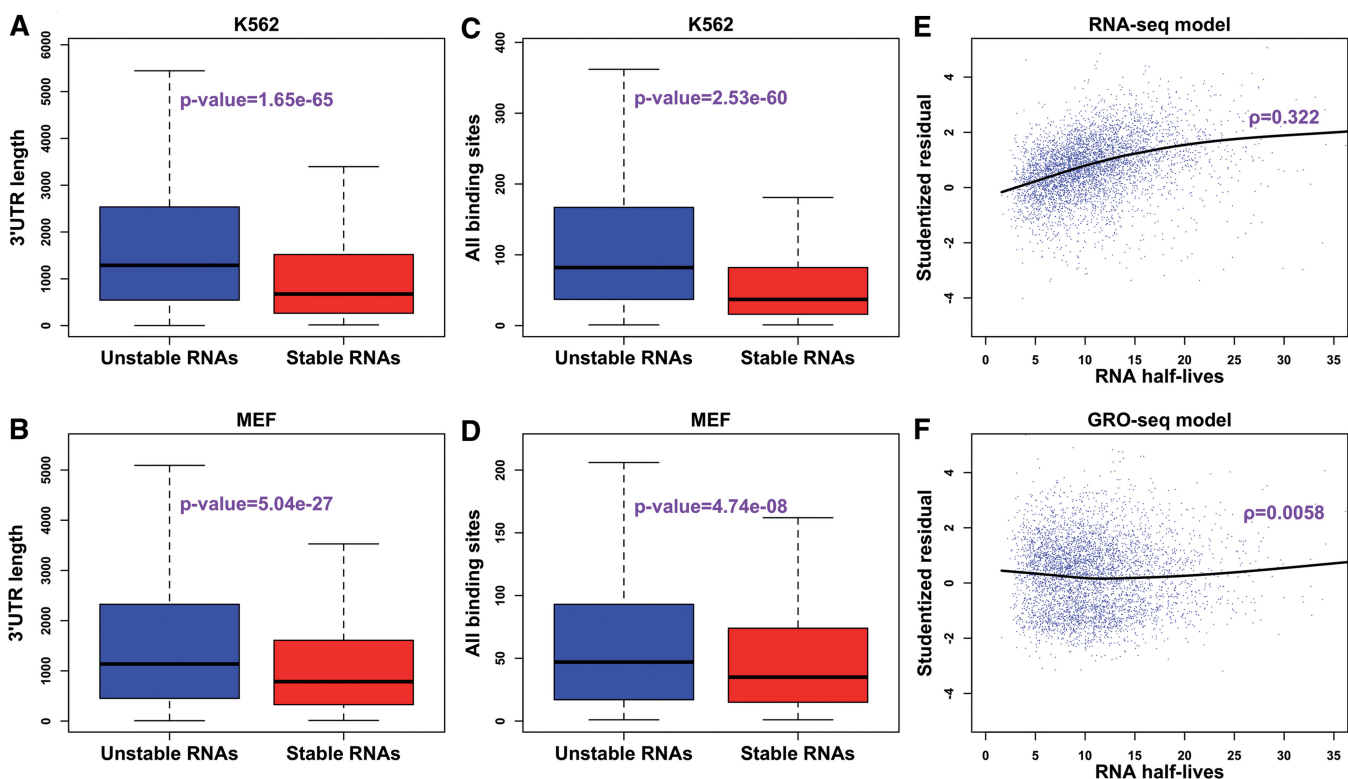 A
K562
3'UTR length
6000
5000
4000
3000
2000
1000
0
p-value=1.65e-65
Unstable RNAs
Stable RNAs
B
MEF
3'UTR length
5000
4000
3000
2000
1000
0
p-value=5.04e-27
Unstable RNAs
Stable RNAs
C
K562
All binding sites
400
300
200
100
0
p-value=2.53e-60
Unstable RNAs
Stable RNAs
D
MEF
All binding sites
200
150
100
50
0
p-value=4.74e-08
Unstable RNAs
Stable RNAs
E
RNA-seq model
Studentized residual
4
2
0
-2
-4
ρ=0.322
0 5 10 15 20 25 30 35
RNA half-lives
F
GRO-seq model
Studentized residual
4
2
0
-2
-4
ρ=0.0058
0 5 10 15 20 25 30 35
RNA half-lives